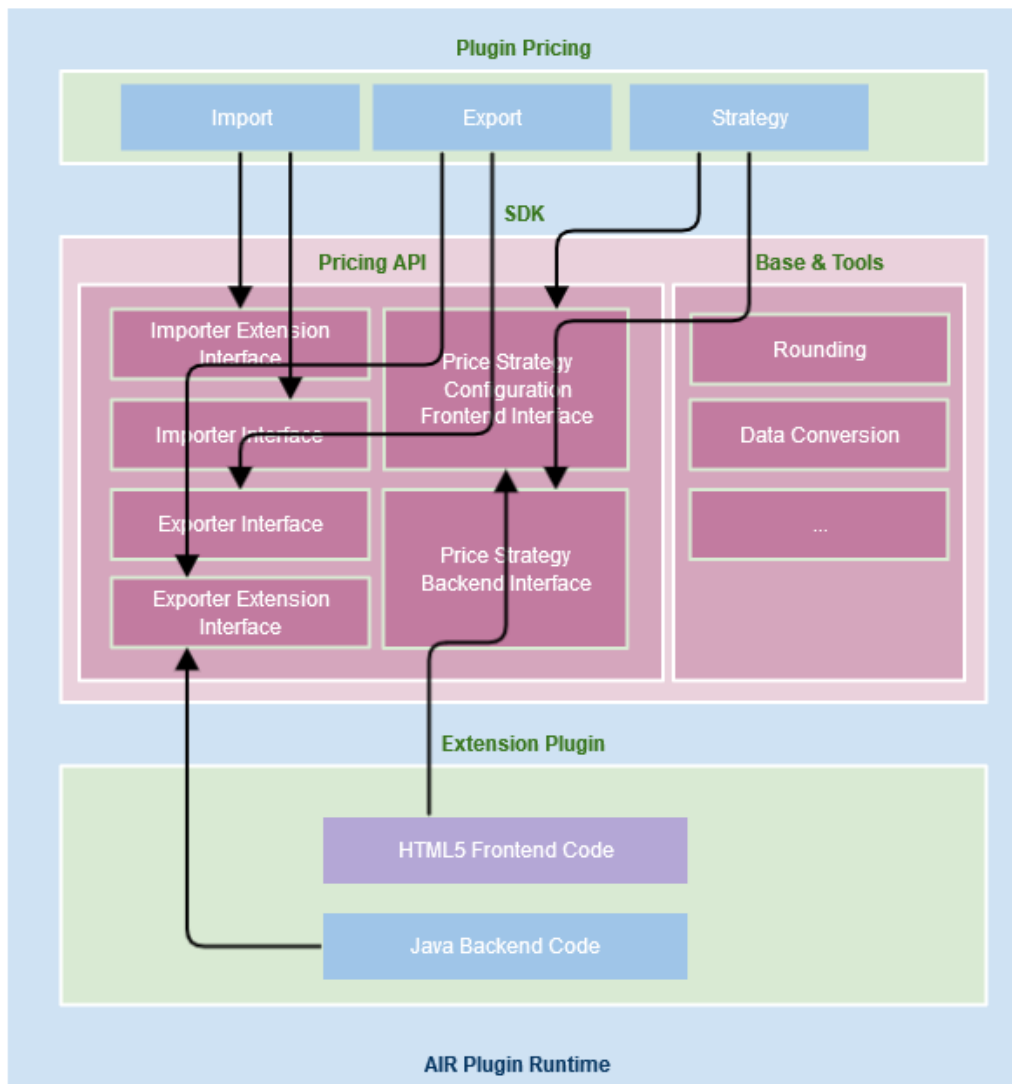 Plugin Pricing
Import
Export
Strategy
SDK
Pricing API
Base & Tools
Importer Extension
Interface
Importer Interface
Exporter Interface
Exporter Extension
Interface
Price Strategy
Configuration
Frontend Interface
Price Strategy
Backend Interface
Rounding
Data Conversion
...
Extension Plugin
HTML5 Frontend Code
Java Backend Code
AIR Plugin Runtime